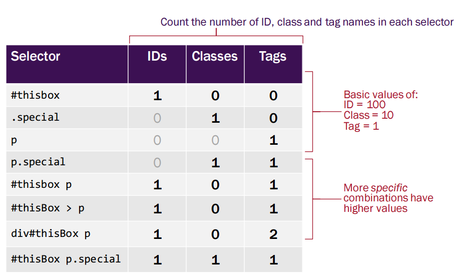 Count the number of ID, class and tag names in each selector
Selector IDs Classes Tags
#thisbox 1 0 0
.special 0 1 0
p 0 0 1
p.special 0 1 1
#thisbox p 1 0 1
#thisBox > p 1 0 1
div#thisBox p 1 0 2
#thisBox p.special 1 1 1
Basic values of:
ID = 100
Class = 10
Tag = 1
More specific
combinations have
higher values